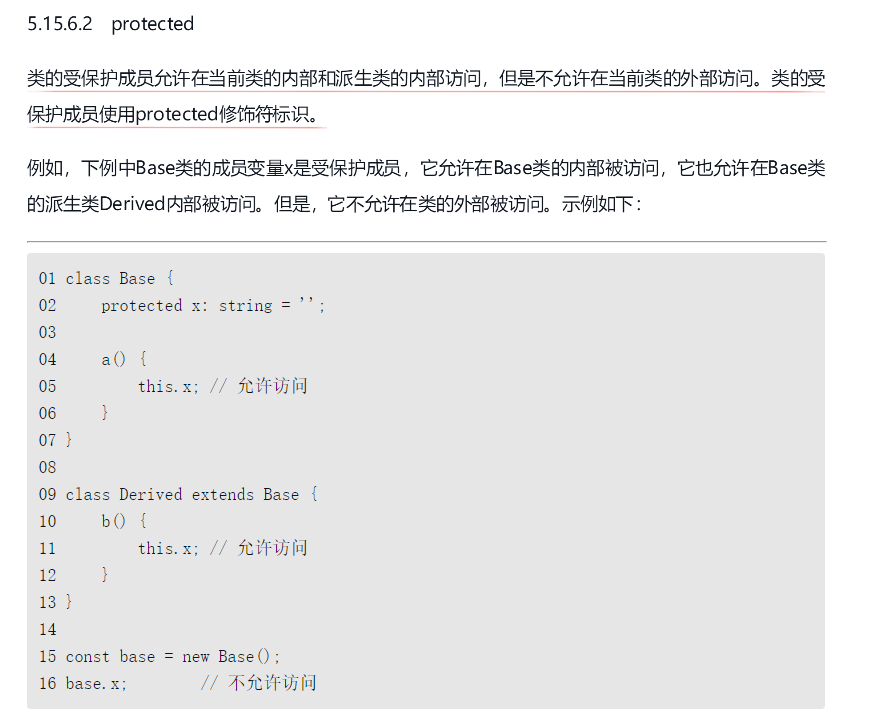 5.15.6.2 protected
类的受保护成员允许在当前类的内部和派生类的内部访问，但是不允许在当前类的外部访问。类的受
保护成员使用protected修饰符标识。
例如，下例中Base类的成员变量x是受保护成员，它允许在Base类的内部被访问，它也允许在Base类
的派生类Derived内部被访问。但是，它不允许在类的外部被访问。示例如下：
01 class Base {
02     protected x: string = '';
03
04     a() {
05         this.x; // 允许访问
06     }
07 }
08
09 class Derived extends Base {
10     b() {
11         this.x; // 允许访问
12     }
13 }
14
15 const base = new Base();
16 base.x;        // 不允许访问